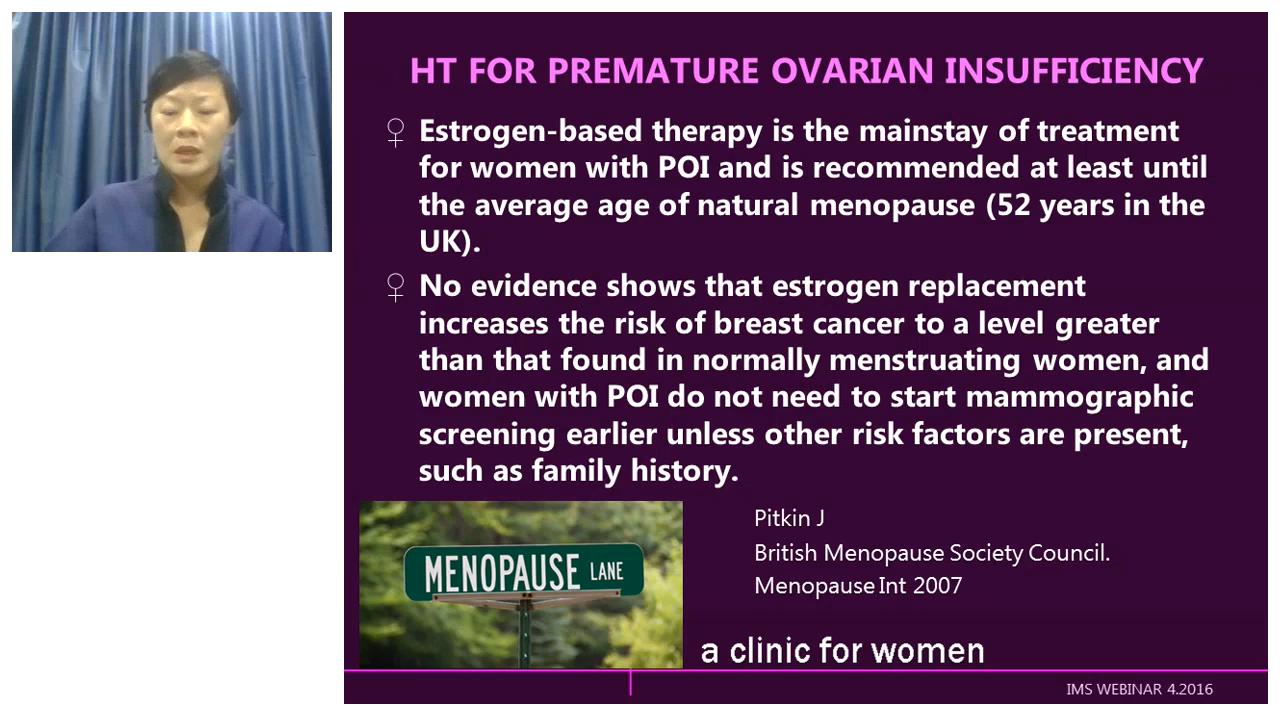 HT FOR PREMATURE OVARIAN INSUFFICIENCY
Estrogen-based therapy is the mainstay of treatment
for women with POI and is recommended at least until
the average age of natural menopause (52 years in the
UK).
No evidence shows that estrogen replacement
increases the risk of breast cancer to a level greater
than that found in normally menstruating women, and
women with POI do not need to start mammographic
screening earlier unless other risk factors are present,
such as family history.
MENOPAUSE LANE
Pitkin J
British Menopause Society Council.
Menopause Int 2007
a clinic for women
IMS WEBINAR 4.2016